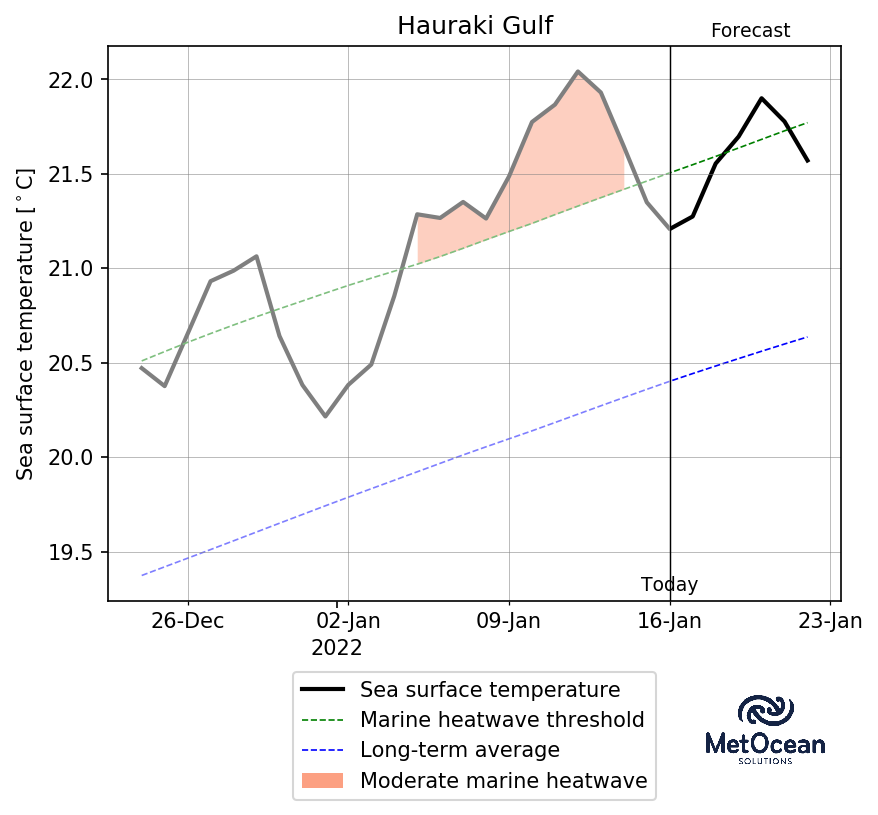 Hauraki Gulf
Forecast
Sea surface temperature [°C]
22.0
21.5
21.0
20.5
20.0
19.5
Today
26-Dec 02-Jan 09-Jan 16-Jan 23-Jan
2022
Sea surface temperature
Marine heatwave threshold
Long-term average
Moderate marine heatwave
MetOcean
SOLUTIONS